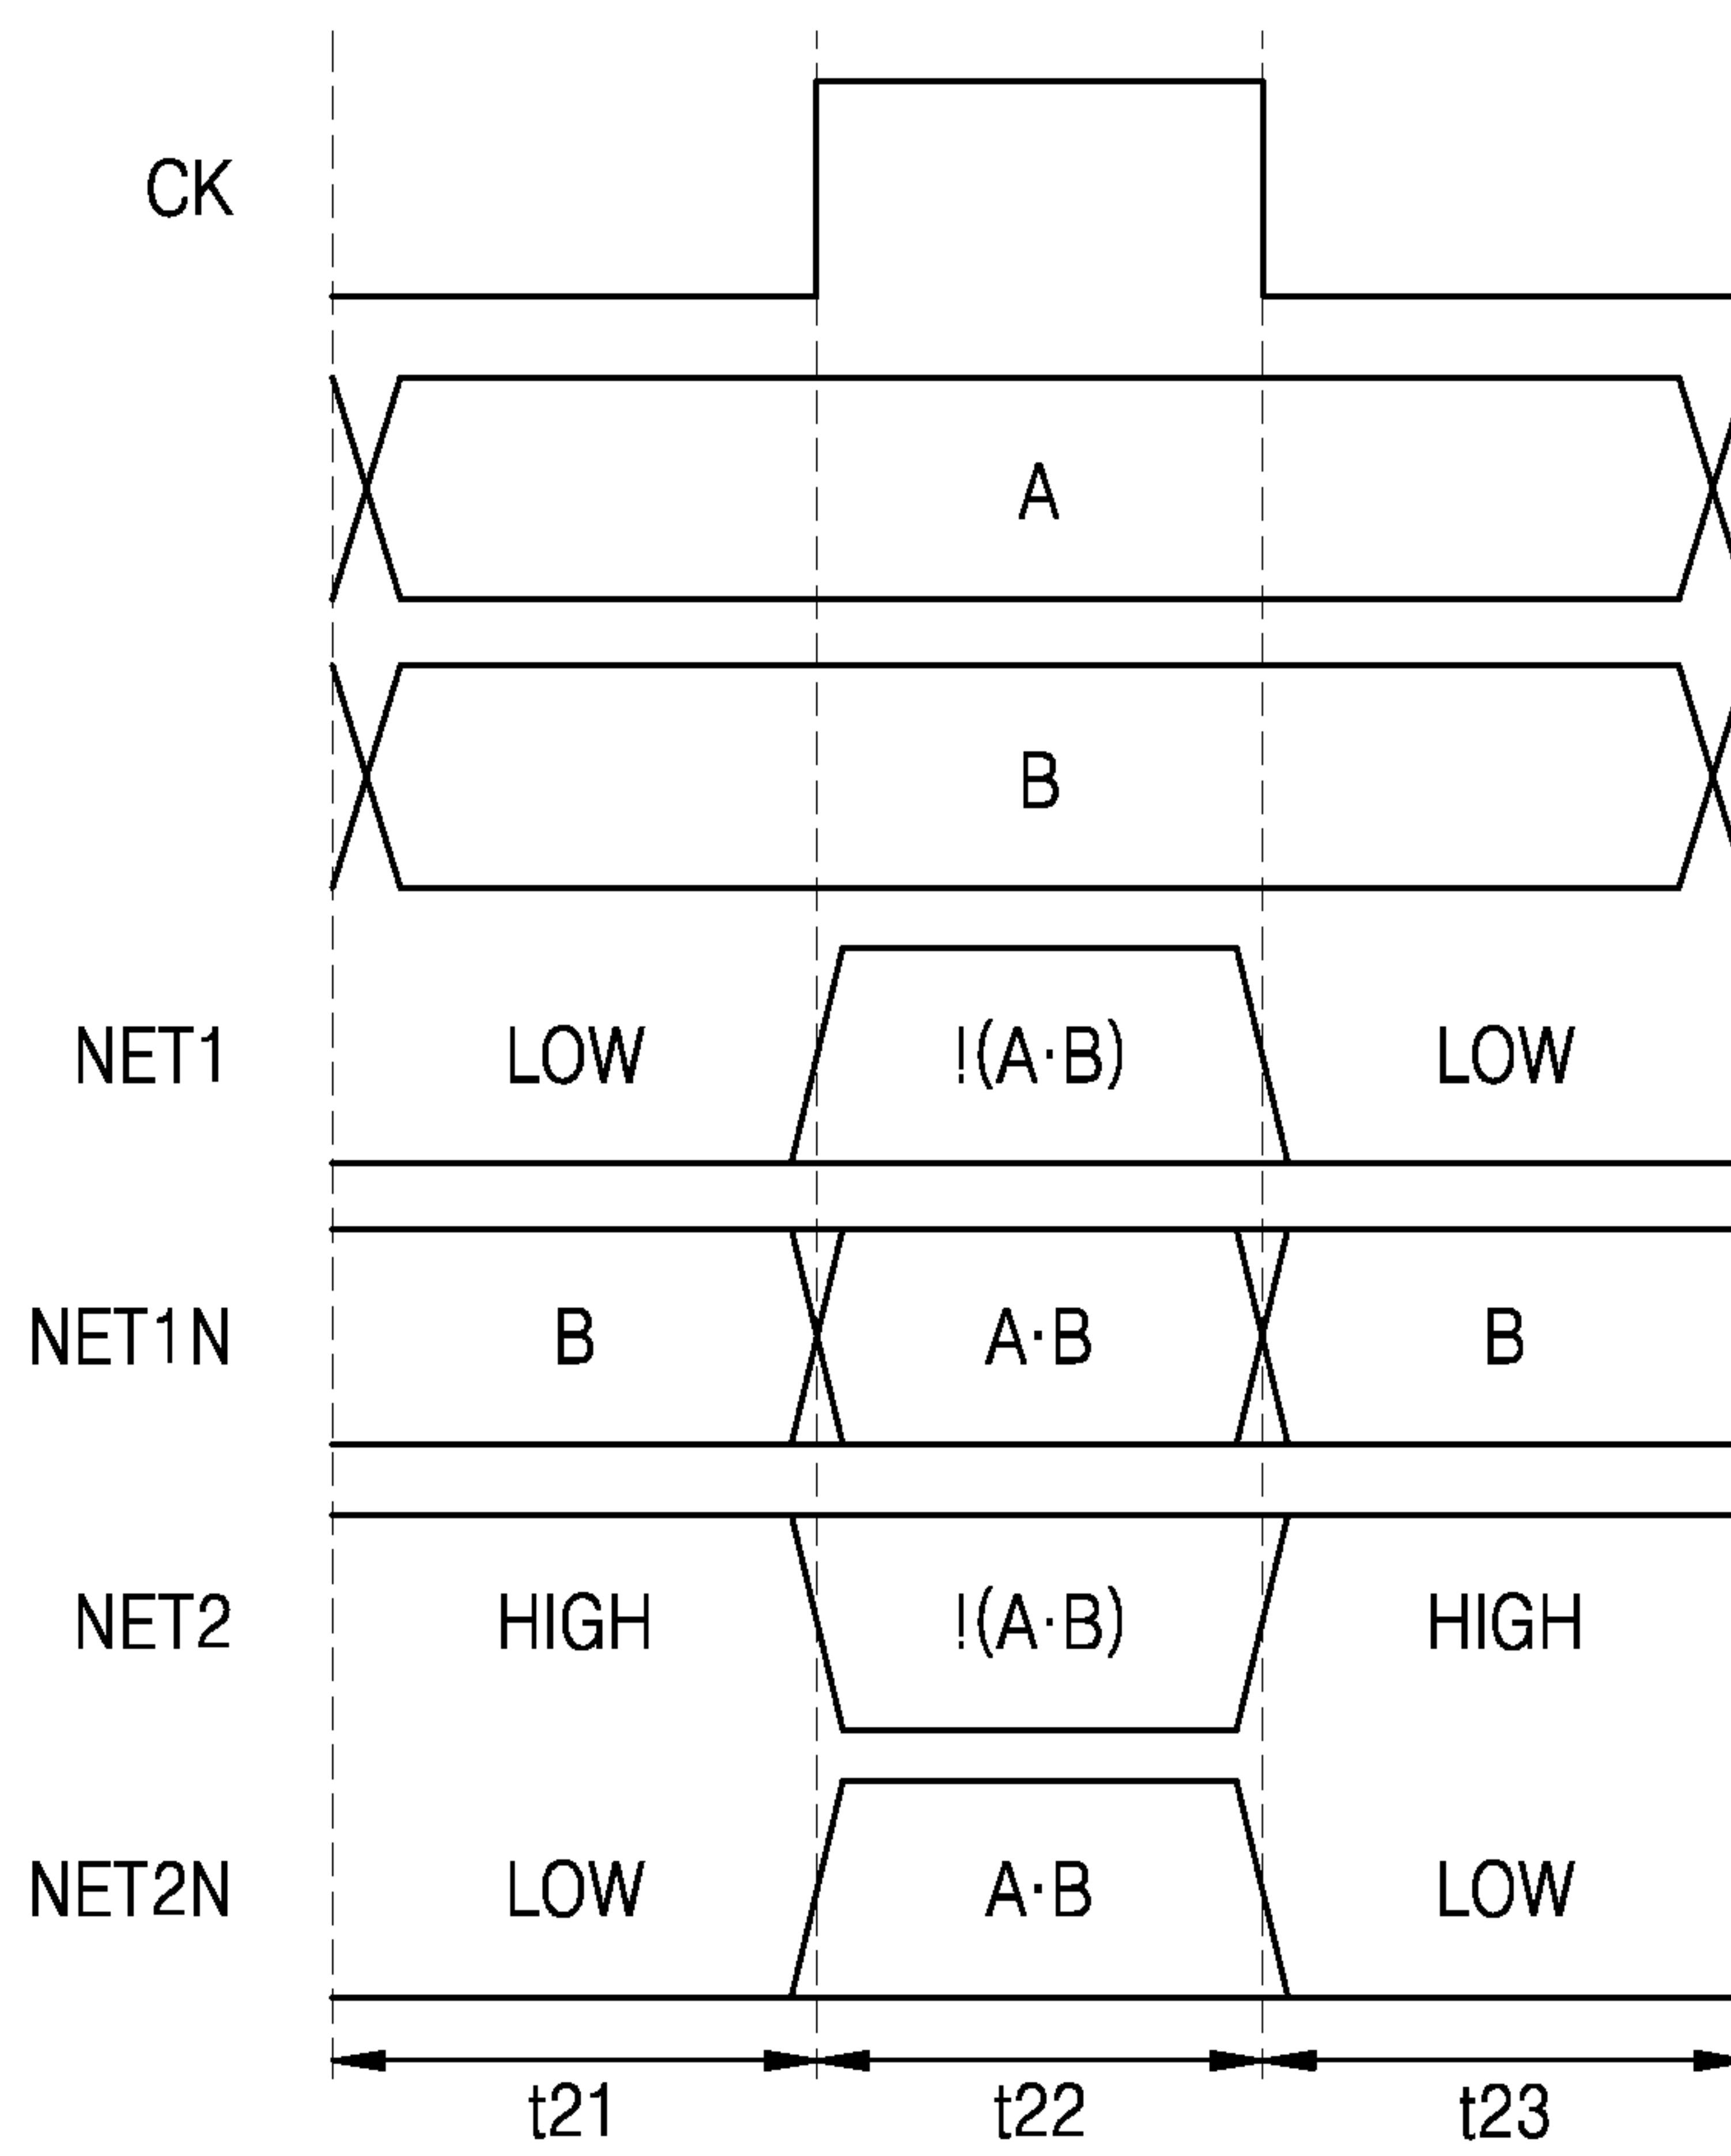 CK
A
B
NET1 LOW !(A·B) LOW
NET1N B A·B B
NET2 HIGH !(A·B) HIGH
NET2N LOW A·B LOW
t21 t22 t23